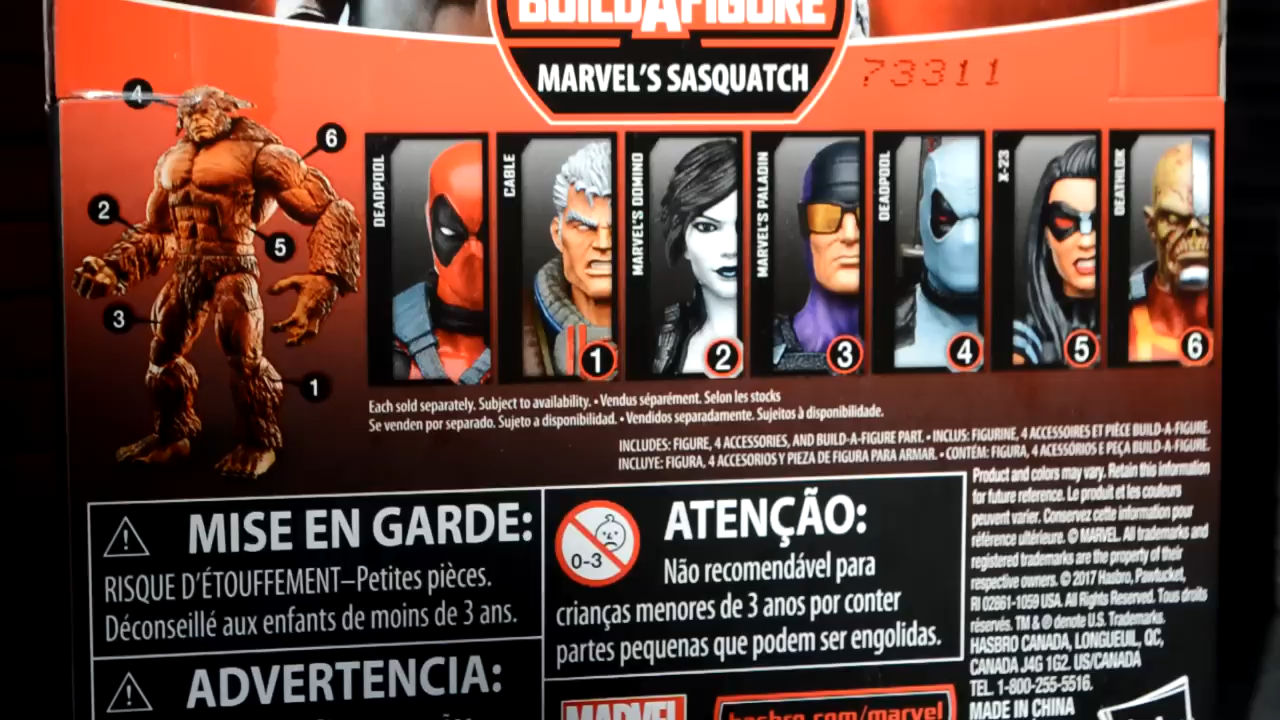 BUILD A FIGURE
MARVEL'S SASQUATCH
73311
4
6
2
5
3
1
DEADPOOL
CABLE
1
MARVEL'S DOMINO
2
MARVEL'S PALADIN
3
DEADPOOL
4
X-23
5
DEATHLOK
6
Each sold separately. Subject to availability. • Vendus séparément. Selon les stocks
Se venden por separado. Sujeto a disponibilidad. • Vendidos separadamente. Sujeitos à disponibilidade.
INCLUDES: FIGURE, 4 ACCESSORIES, AND BUILD-A-FIGURE PART. • INCLUS: FIGURINE, 4 ACCESSOIRES ET PIÈCE BUILD-A-FIGURE.
INCLUYE: FIGURA, 4 ACCESORIOS Y PIEZA DE FIGURA PARA ARMAR. • CONTÉM: FIGURA, 4 ACESSÓRIOS E PEÇA BUILD-A-FIGURE.
MISE EN GARDE:
RISQUE D'ÉTOUFFEMENT–Petites pièces.
Déconseillé aux enfants de moins de 3 ans.
ADVERTENCIA:
0-3
ATENÇÃO:
Não recomendável para
crianças menores de 3 anos por conter
partes pequenas que podem ser engolidas.
Product and colors may vary. Retain this information
for future reference. Le produit et les couleurs
peuvent varier. Conservez cette information pour
référence ultérieure. © MARVEL. All trademarks and
registered trademarks are the property of their
respective owners. © 2017 Hasbro, Pawtucket,
RI 02861-1059 USA. All Rights Reserved. Tous droits
réservés. TM & ® denote U.S. Trademarks.
HASBRO CANADA, LONGUEUIL, QC,
CANADA J4G 1G2. US/CANADA
TEL. 1-800-255-5516.
MADE IN CHINA
MARVEL
hasbro.com/marvel